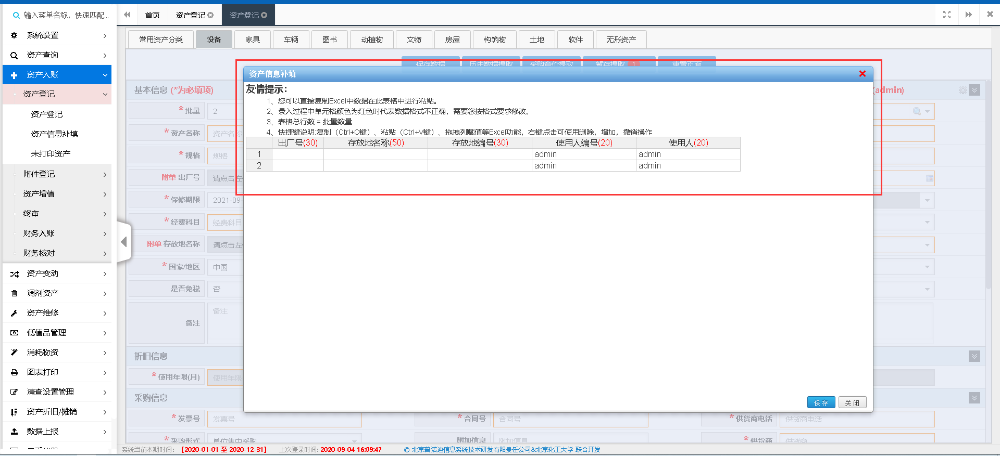 输入菜单名称，快速匹配...
首页
资产登记
资产登记
系统设置
资产查询
资产入账
资产登记
资产登记
资产信息补填
未打印资产
附件登记
资产增值
终审
财务入账
财务核对
资产变动
调剂资产
资产维修
低值品管理
消耗物资
图表打印
清查设置管理
资产折旧/摊销
数据上报
常用资产分类
设备
家具
车辆
图书
动植物
文物
房屋
构筑物
土地
软件
无形资产
保存数据
历史数据提取
采购竞价提取
暂存提取 1
重置页面
基本信息 (*为必填项)
(admin)
* 批量
2
* 资产名称
资产名称
* 规格
规格
附单 出厂号
请点击左
* 保修期限
2021-09-
* 经费科目
经费科目
附单 存放地名称
请点击左
* 国家/地区
中国
是否免税
否
备注
备注
折旧信息
* 使用年限(月)
使用年限
采购信息
* 发票号
发票号
* 合同号
合同号
* 供货商电话
供货商电话
* 采购形式
单位集中采购
附加信息
附加信息
* 供货商
供货商
资产信息补填
友情提示：
1、您可以直接复制Excel中数据在此表格中进行粘贴。
2、录入过程中单元格颜色为红色时代表数据格式不正确，需要您按格式要求修改。
3、表格总行数 = 批量数量
4、快捷键说明:复制（Ctrl+C键）、粘贴（Ctrl+V键）、拖拽列赋值等Excel功能，右键点击可使用删除，增加，撤销操作
出厂号(30) 存放地名称(50) 存放地编号(30) 使用人编号(20) 使用人(20)
1 admin admin
2 admin admin
保存
关闭
系统当前本期时间： 【2020-01-01 至 2020-12-31】 上次登录时间: 2020-09-04 16:09:47 © 北京普诺迪信息系统技术研发有限责任公司&北京化工大学 联合开发